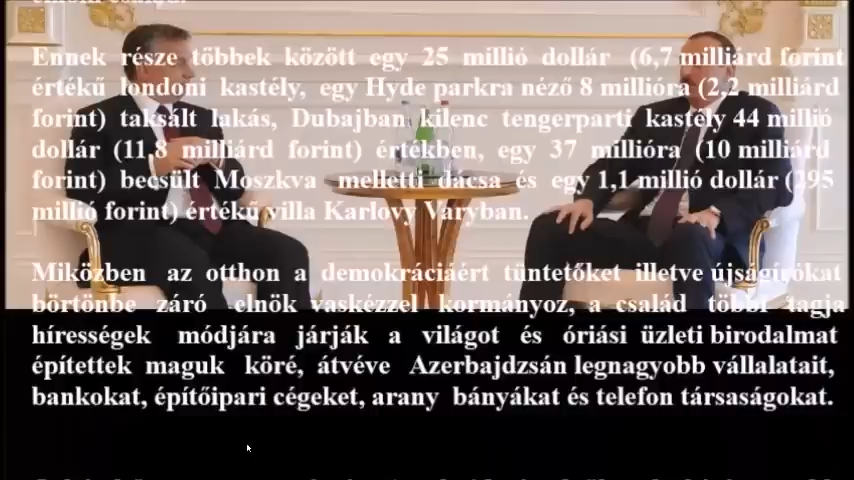 Ennek része többek között egy 25 millió dollár (6,7 milliárd forint
értékű londoni kastély, egy Hyde parkra néző 8 millióra (2,2 milliárd
forint) taksált lakás, Dubajban kilenc tengerparti kastély 44 millió
dollár (11,8 milliárd forint) értékben, egy 37 millióra (10 milliárd
forint) becsült Moszkva melletti dácsa és egy 1,1 millió dollár (295
millió forint) értékű villa Karlovy Varyban.
Miközben az otthon a demokráciáért tüntetőket illetve újságírókat
börtönbe záró elnök vaskézzel kormányoz, a család többi tagja
hírességek módjára járják a világot és óriási üzleti birodalmat
építettek maguk köré, átvéve Azerbajdzsán legnagyobb vállalatait,
bankokat, építőipari cégeket, arany bányákat és telefon társaságokat.